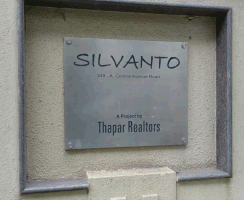 SILVANTO
A Project by
Thapar Realtors